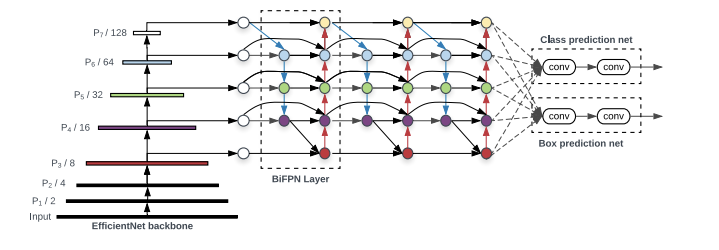 P7 / 128
P6 / 64
P5 / 32
P4 / 16
P3 / 8
P2 / 4
P1 / 2
Input
EfficientNet backbone
BiFPN Layer
Class prediction net
conv conv
conv conv
Box prediction net